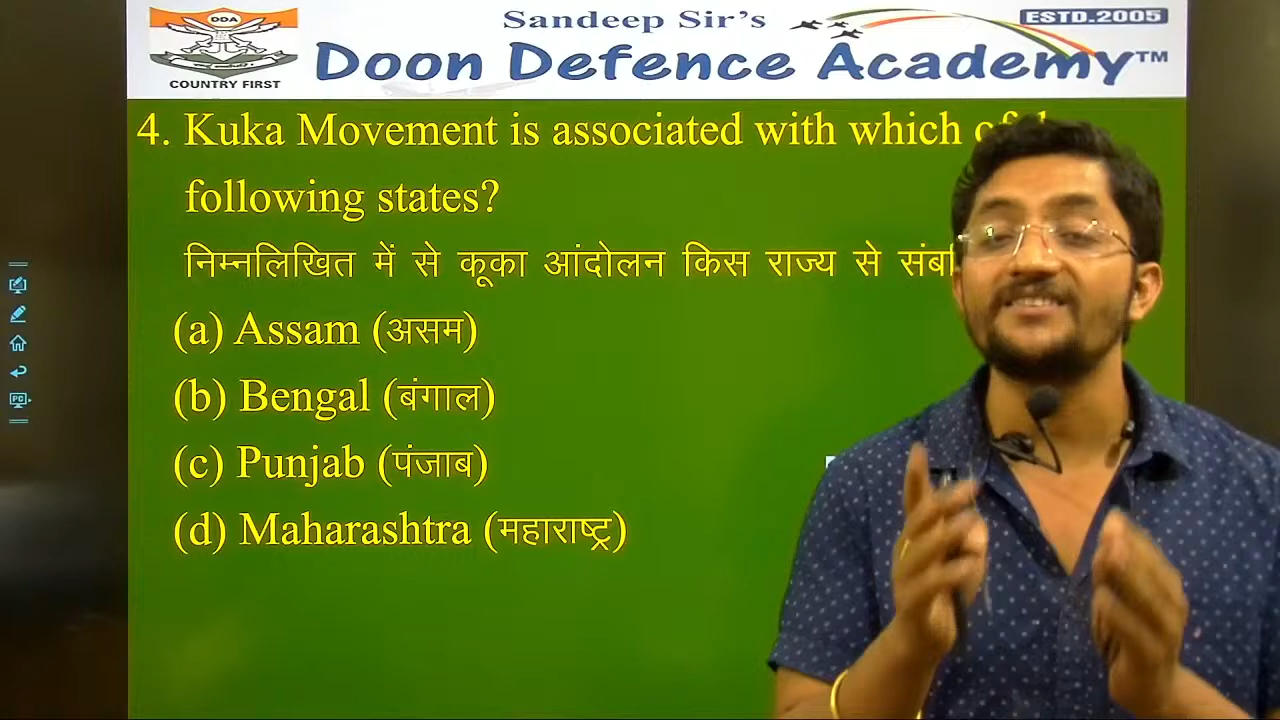 Sandeep Sir's
ESTD.2005
DDA
Doon Defence Academy™
COUNTRY FIRST
4. Kuka Movement is associated with which
following states?
निम्नलिखित में से कूका आंदोलन किस राज्य से
(a) Assam (असम)
(b) Bengal (बंगाल)
(c) Punjab (पंजाब)
(d) Maharashtra (महाराष्ट्र)
PC